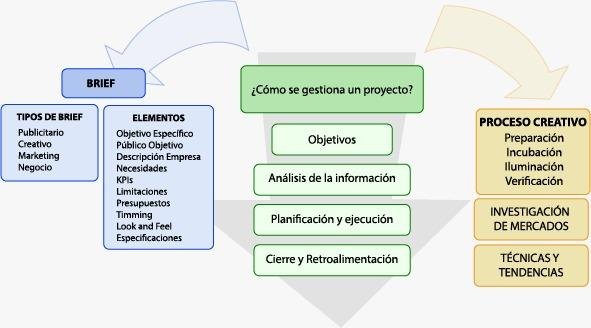 BRIEF
TIPOS DE BRIEF
Publicitario
Creativo
Marketing
Negocio
ELEMENTOS
Objetivo Específico
Público Objetivo
Descripción Empresa
Necesidades
KPIs
Limitaciones
Presupuestos
Timming
Look and Feel
Especificaciones
¿Cómo se gestiona un proyecto?
Objetivos
Análisis de la información
Planificación y ejecución
Cierre y Retroalimentación
PROCESO CREATIVO
Preparación
Incubación
Iluminación
Verificación
INVESTIGACIÓN
DE MERCADOS
TÉCNICAS Y
TENDENCIAS